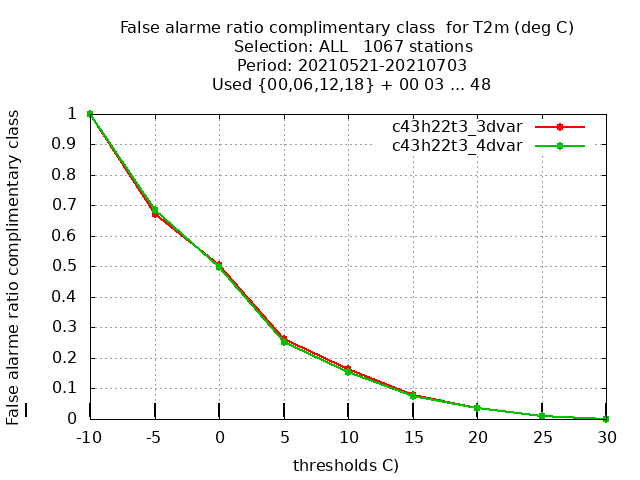 False alarme ratio complimentary class  for T2m (deg C)
Selection: ALL   1067 stations
Period: 20210521-20210703
Used {00,06,12,18} + 00 03 ... 48
False alarme ratio complimentary class
c43h22t3_3dvar
c43h22t3_4dvar
1
0.9
0.8
0.7
0.6
0.5
0.4
0.3
0.2
0.1
0
-10
-5
0
5
10
15
20
25
30
thresholds C)